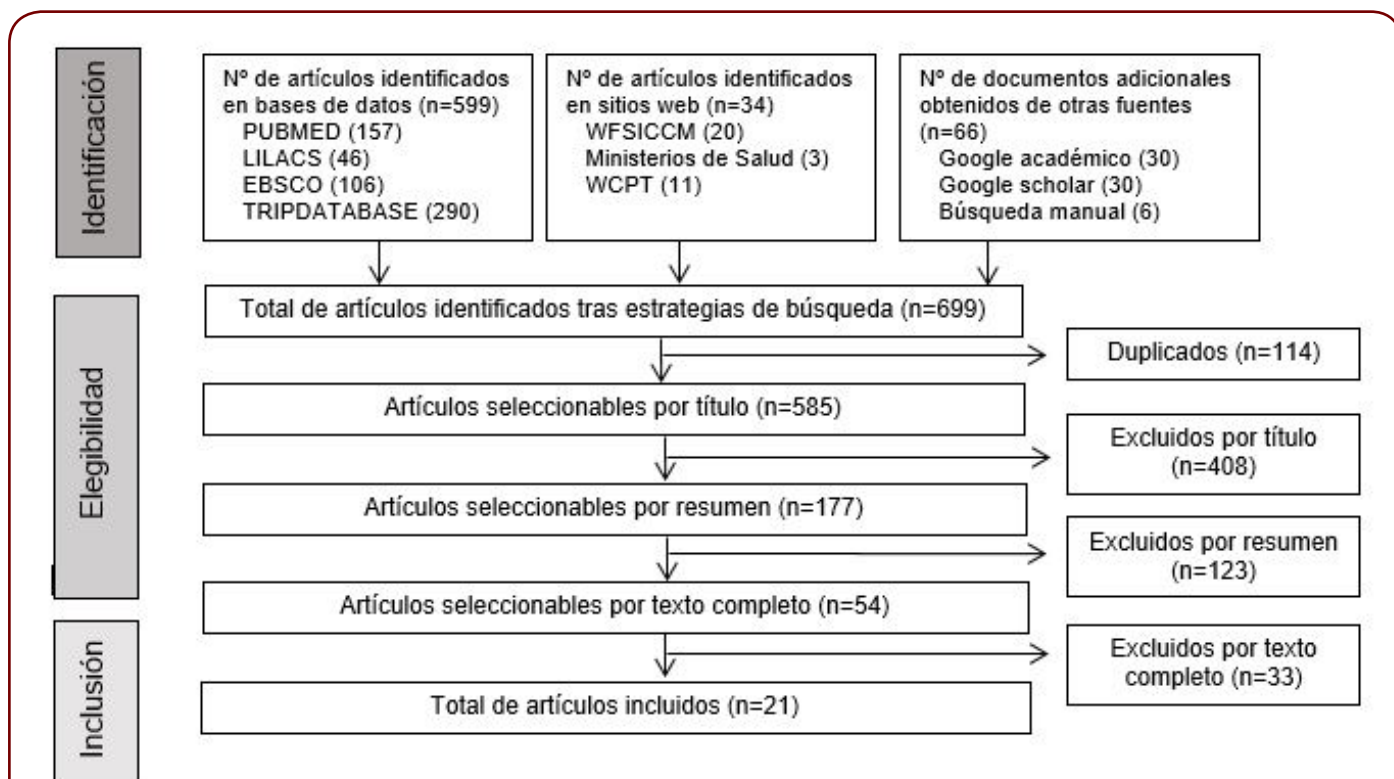 Identificación
Nº de artículos identificados
en bases de datos (n=599)
PUBMED (157)
LILACS (46)
EBSCO (106)
TRIPDATABASE (290)
Nº de artículos identificados
en sitios web (n=34)
WFSICCM (20)
Ministerios de Salud (3)
WCPT (11)
Nº de documentos adicionales
obtenidos de otras fuentes
(n=66)
Google académico (30)
Google scholar (30)
Búsqueda manual (6)
Elegibilidad
Total de artículos identificados tras estrategias de búsqueda (n=699)
Duplicados (n=114)
Artículos seleccionables por título (n=585)
Excluidos por título
(n=408)
Artículos seleccionables por resumen (n=177)
Excluidos por resumen
(n=123)
Artículos seleccionables por texto completo (n=54)
Inclusión
Excluidos por texto
completo (n=33)
Total de artículos incluidos (n=21)